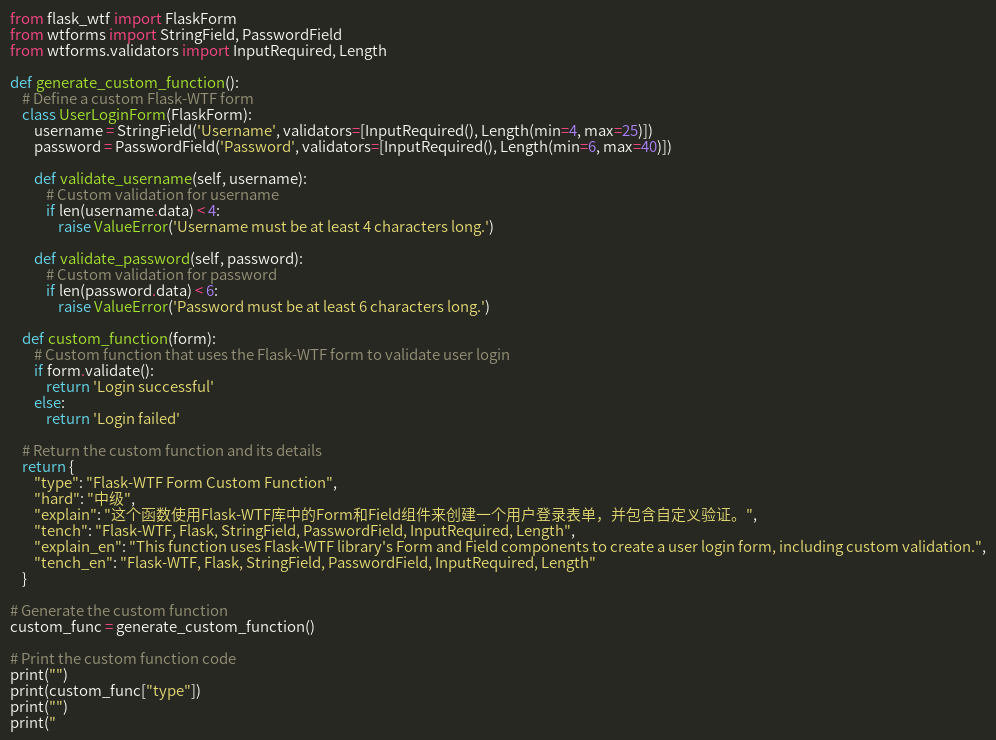 from flask_wtf import FlaskForm
from wtforms import StringField, PasswordField
from wtforms.validators import InputRequired, Length

def generate_custom_function():
    # Define a custom Flask-WTF form
    class UserLoginForm(FlaskForm):
        username = StringField('Username', validators=[InputRequired(), Length(min=4, max=25)])
        password = PasswordField('Password', validators=[InputRequired(), Length(min=6, max=40)])

        def validate_username(self, username):
            # Custom validation for username
            if len(username.data) < 4:
                raise ValueError('Username must be at least 4 characters long.')

        def validate_password(self, password):
            # Custom validation for password
            if len(password.data) < 6:
                raise ValueError('Password must be at least 6 characters long.')

    def custom_function(form):
        # Custom function that uses the Flask-WTF form to validate user login
        if form.validate():
            return 'Login successful'
        else:
            return 'Login failed'

    # Return the custom function and its details
    return {
        "type": "Flask-WTF Form Custom Function",
        "hard": "中级",
        "explain": "这个函数使用Flask-WTF库中的Form和Field组件来创建一个用户登录表单，并包含自定义验证。",
        "tench": "Flask-WTF, Flask, StringField, PasswordField, InputRequired, Length",
        "explain_en": "This function uses Flask-WTF library's Form and Field components to create a user login form, including custom validation.",
        "tench_en": "Flask-WTF, Flask, StringField, PasswordField, InputRequired, Length"
    }

# Generate the custom function
custom_func = generate_custom_function()

# Print the custom function code
print("")
print(custom_func["type"])
print("")
print("